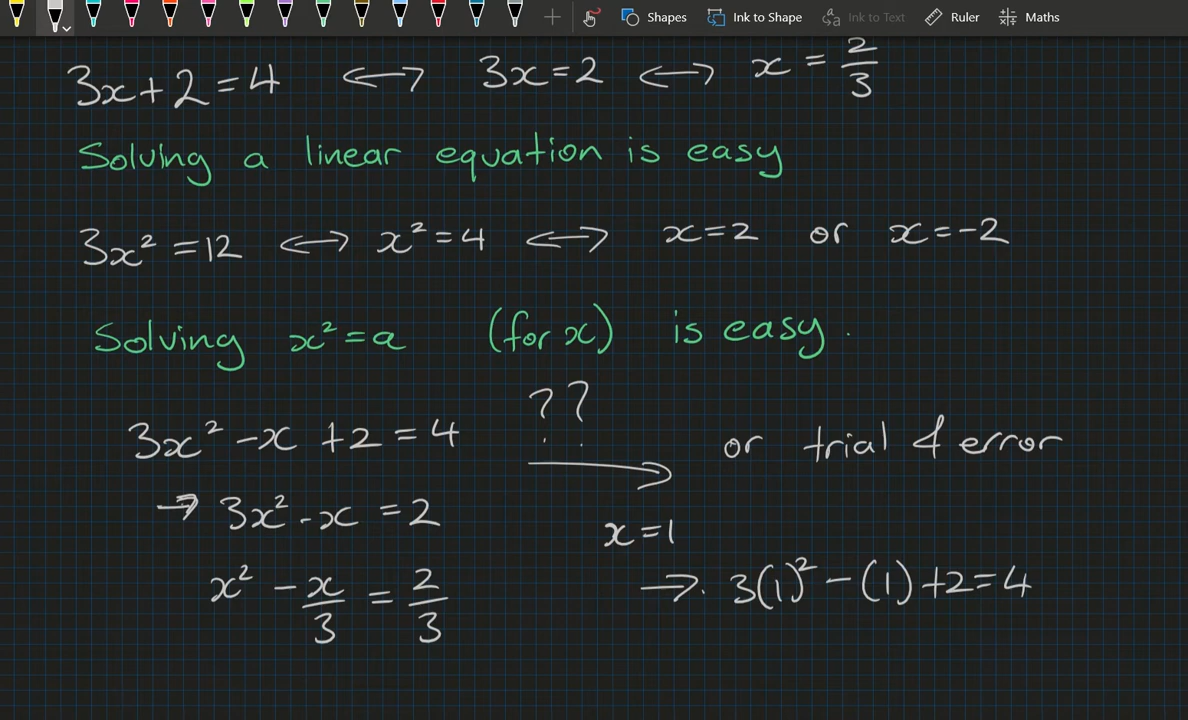 Shapes Ink to Shape Ink to Text Ruler Maths
3x+2=4 ⟷ 3x=2 ⟷ x=2/3
Solving a linear equation is easy
3x²=12 ⟷ x²=4 ⟷ x=2 or x=-2
Solving x²=a (for x) is easy.
3x²-x+2=4 ?? ⟶ or trial & error
→ 3x²-x=2
x=1
x²-x/3=2/3
→. 3(1)²-(1)+2=4